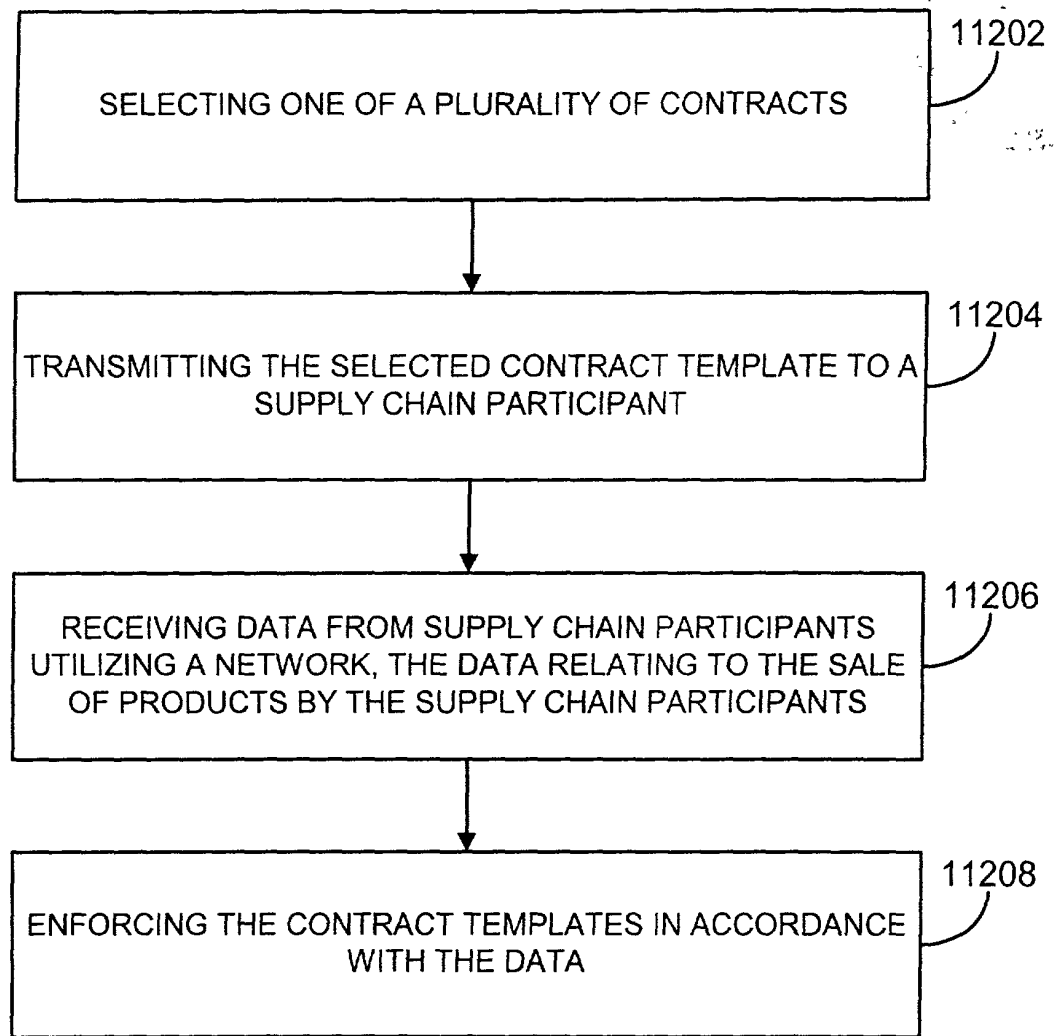 11202
SELECTING ONE OF A PLURALITY OF CONTRACTS
11204
TRANSMITTING THE SELECTED CONTRACT TEMPLATE TO A
SUPPLY CHAIN PARTICIPANT
11206
RECEIVING DATA FROM SUPPLY CHAIN PARTICIPANTS
UTILIZING A NETWORK, THE DATA RELATING TO THE SALE
OF PRODUCTS BY THE SUPPLY CHAIN PARTICIPANTS
11208
ENFORCING THE CONTRACT TEMPLATES IN ACCORDANCE
WITH THE DATA